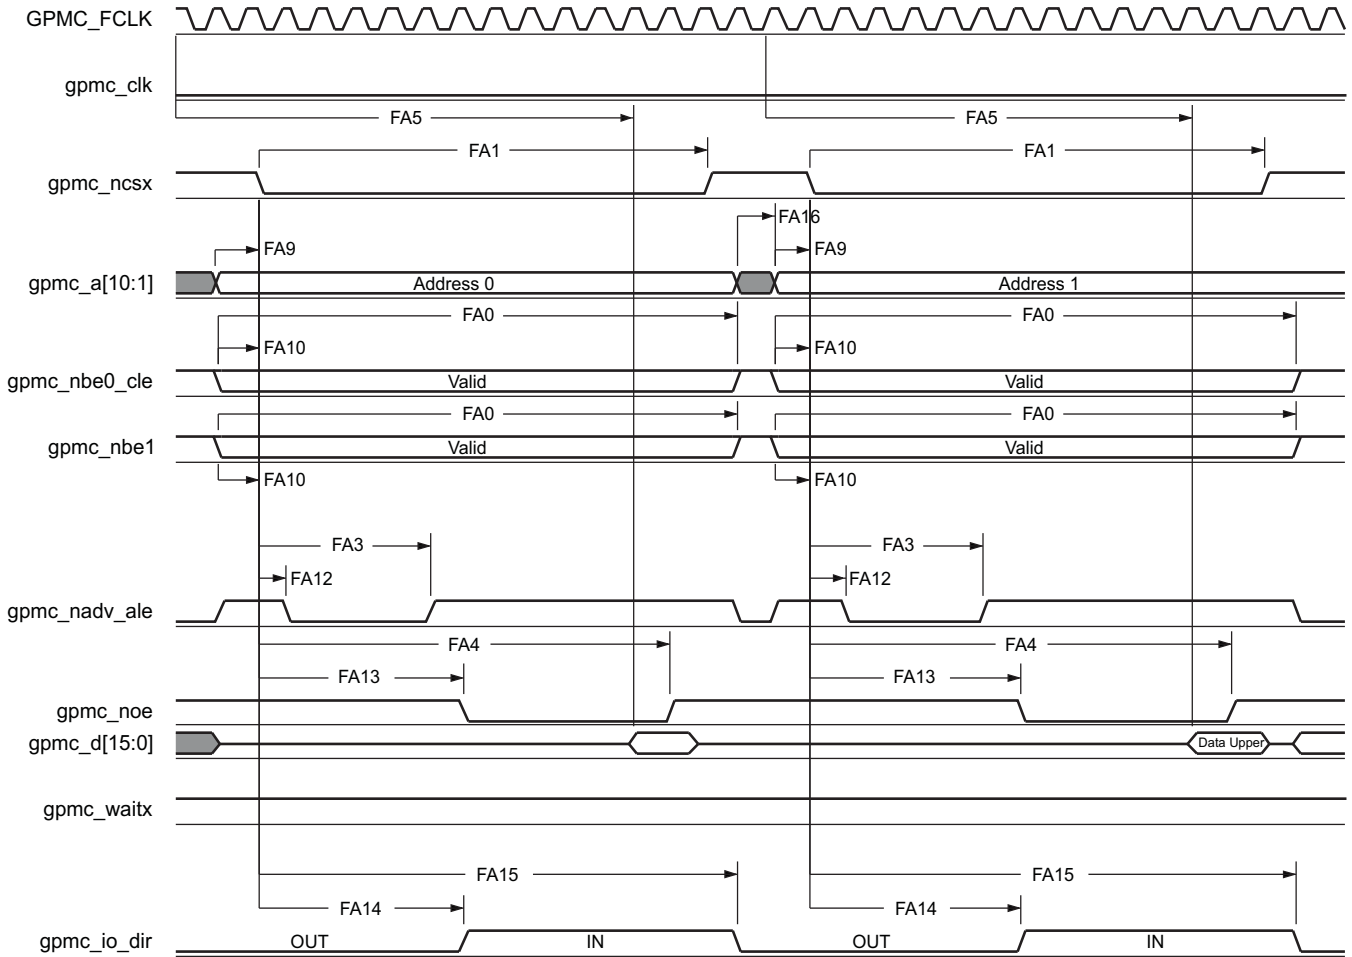 GPMC_FCLK
gpmc_clk
FA5 FA5
FA1 FA1
gpmc_ncsx
FA16
FA9 FA9
gpmc_a[10:1] Address 0 Address 1
FA0 FA0
FA10 FA10
gpmc_nbe0_cle Valid Valid
FA0 FA0
gpmc_nbe1 Valid Valid
FA10 FA10
FA3 FA3
FA12 FA12
gpmc_nadv_ale
FA4 FA4
FA13 FA13
gpmc_noe
gpmc_d[15:0] Data Upper
gpmc_waitx
FA15 FA15
FA14 FA14
gpmc_io_dir OUT IN OUT IN